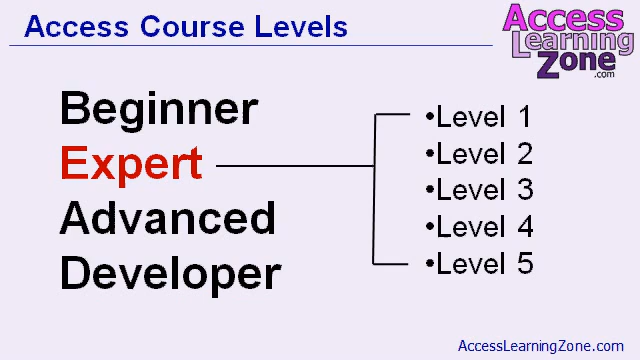 Access Course Levels
Access
Learning
Zone
.com
Beginner
Expert
Advanced
Developer
•Level 1
•Level 2
•Level 3
•Level 4
•Level 5
AccessLearningZone.com